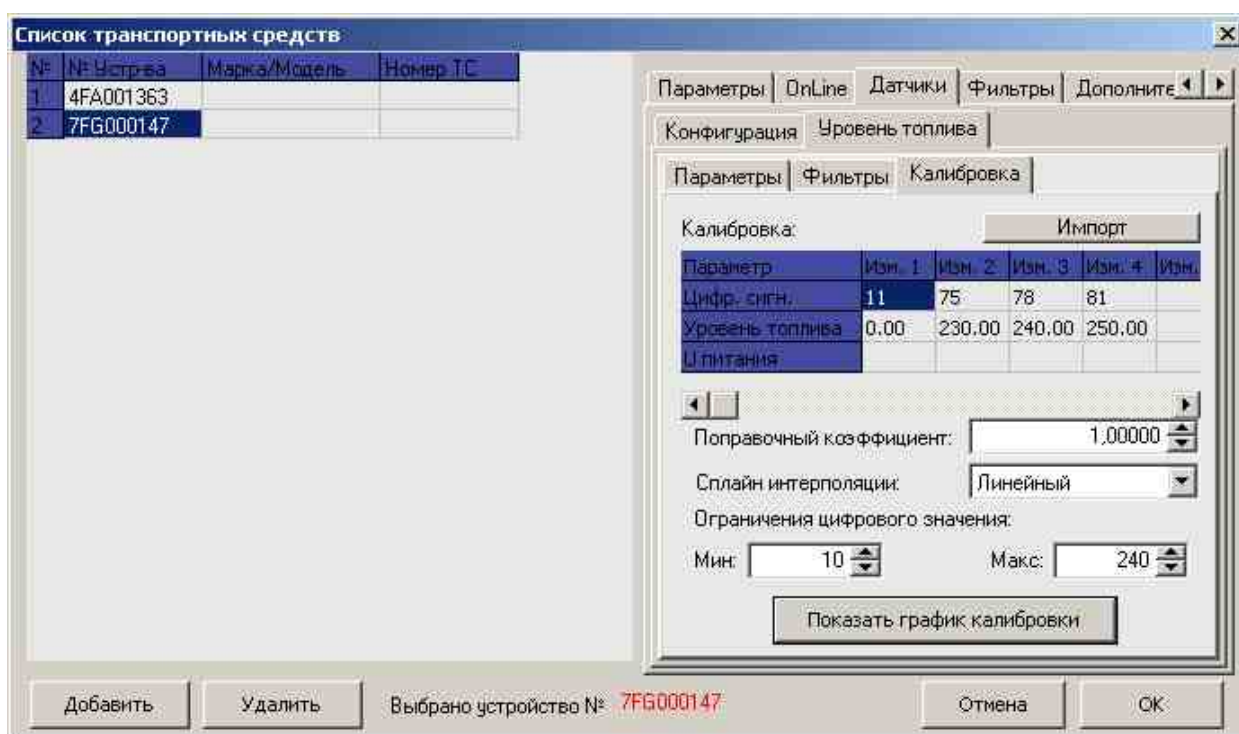 Список транспортных средств
№ № Устр-ва Марка/Модель Номер ТС
1 4FA001363
2 7FG000147
Параметры OnLine Датчики Фильтры Дополните
Конфигурация Уровень топлива
Параметры Фильтры Калибровка
Калибровка: Импорт
Параметр Изм. 1 Изм. 2 Изм. 3 Изм. 4 Изм.
Цифр. сигн. 11 75 78 81
Уровень топлива 0.00 230.00 240.00 250.00
U питания
Поправочный коэффициент: 1,00000
Сплайн интерполяции: Линейный
Ограничения цифрового значения:
Мин: 10 Макс: 240
Показать график калибровки
Добавить Удалить Выбрано устройство № 7FG000147 Отмена OK